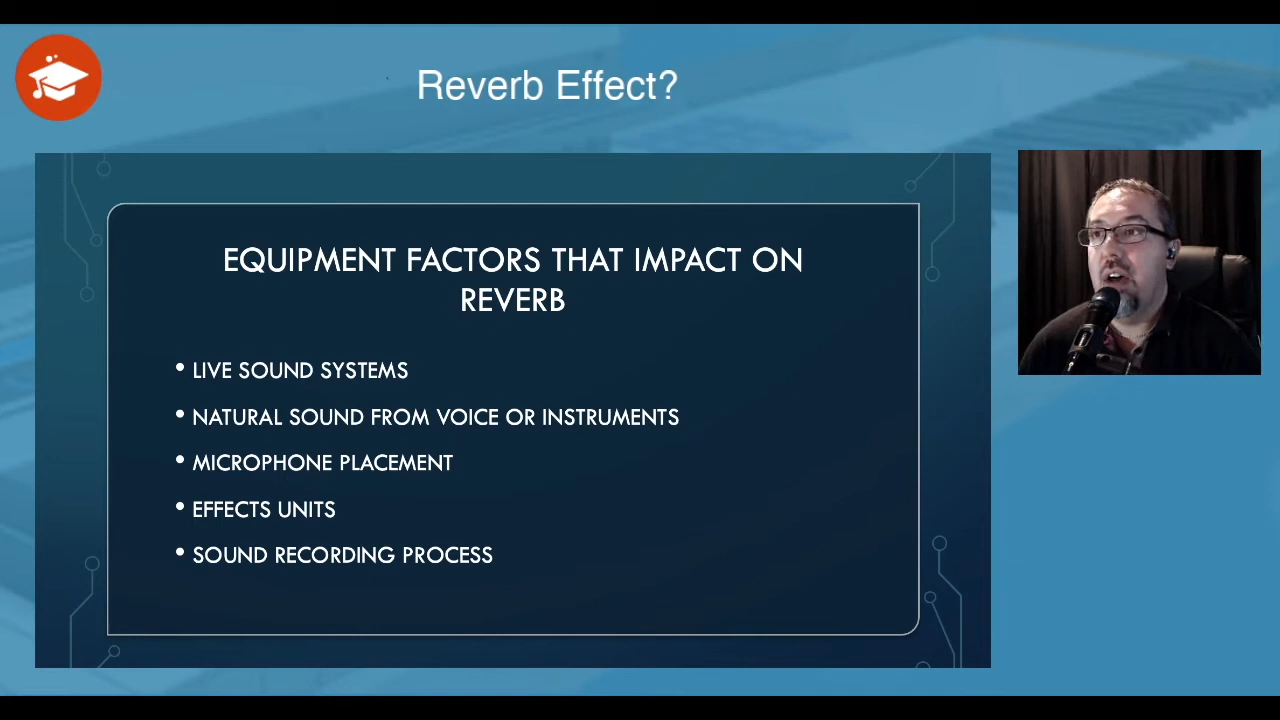 Reverb Effect?
EQUIPMENT FACTORS THAT IMPACT ON
REVERB
• LIVE SOUND SYSTEMS
• NATURAL SOUND FROM VOICE OR INSTRUMENTS
• MICROPHONE PLACEMENT
• EFFECTS UNITS
• SOUND RECORDING PROCESS